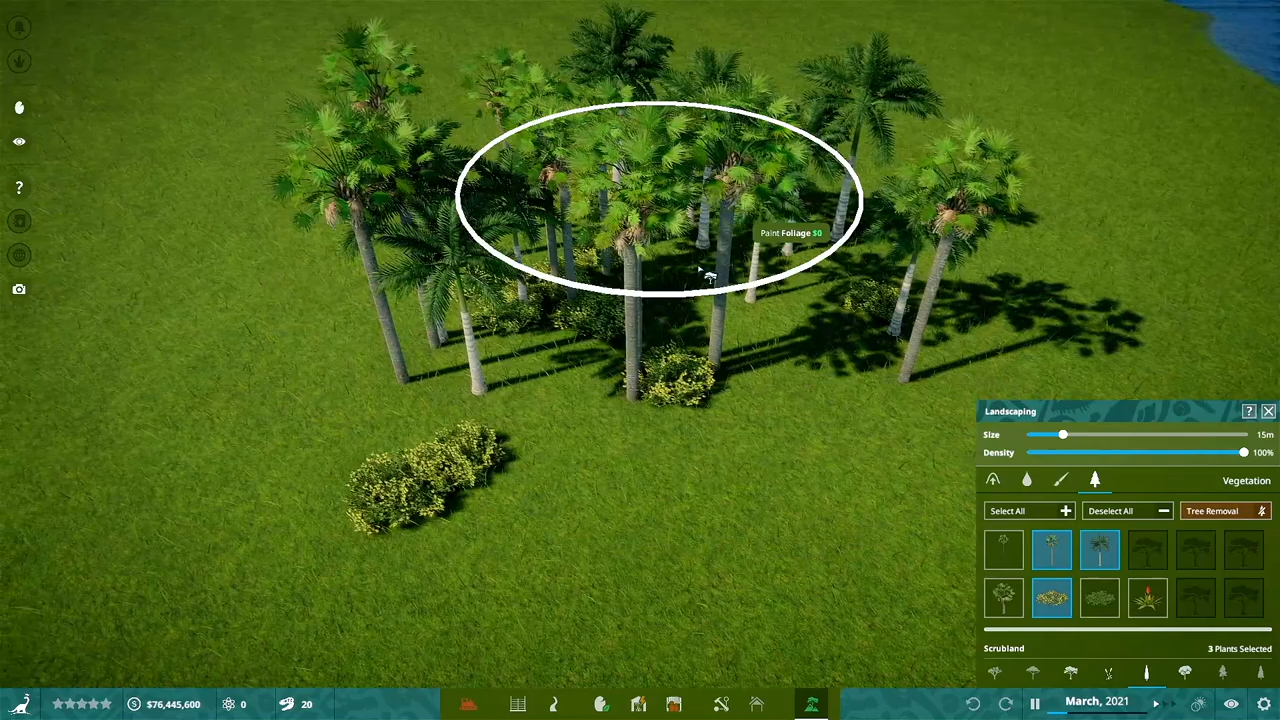 ?
Paint Foliage $0
Landscaping
?
Size 15m
Density 100%
Vegetation
Select All
Deselect All
Tree Removal
Scrubland
3 Plants Selected
$76,445,600
0
20
March, 2021